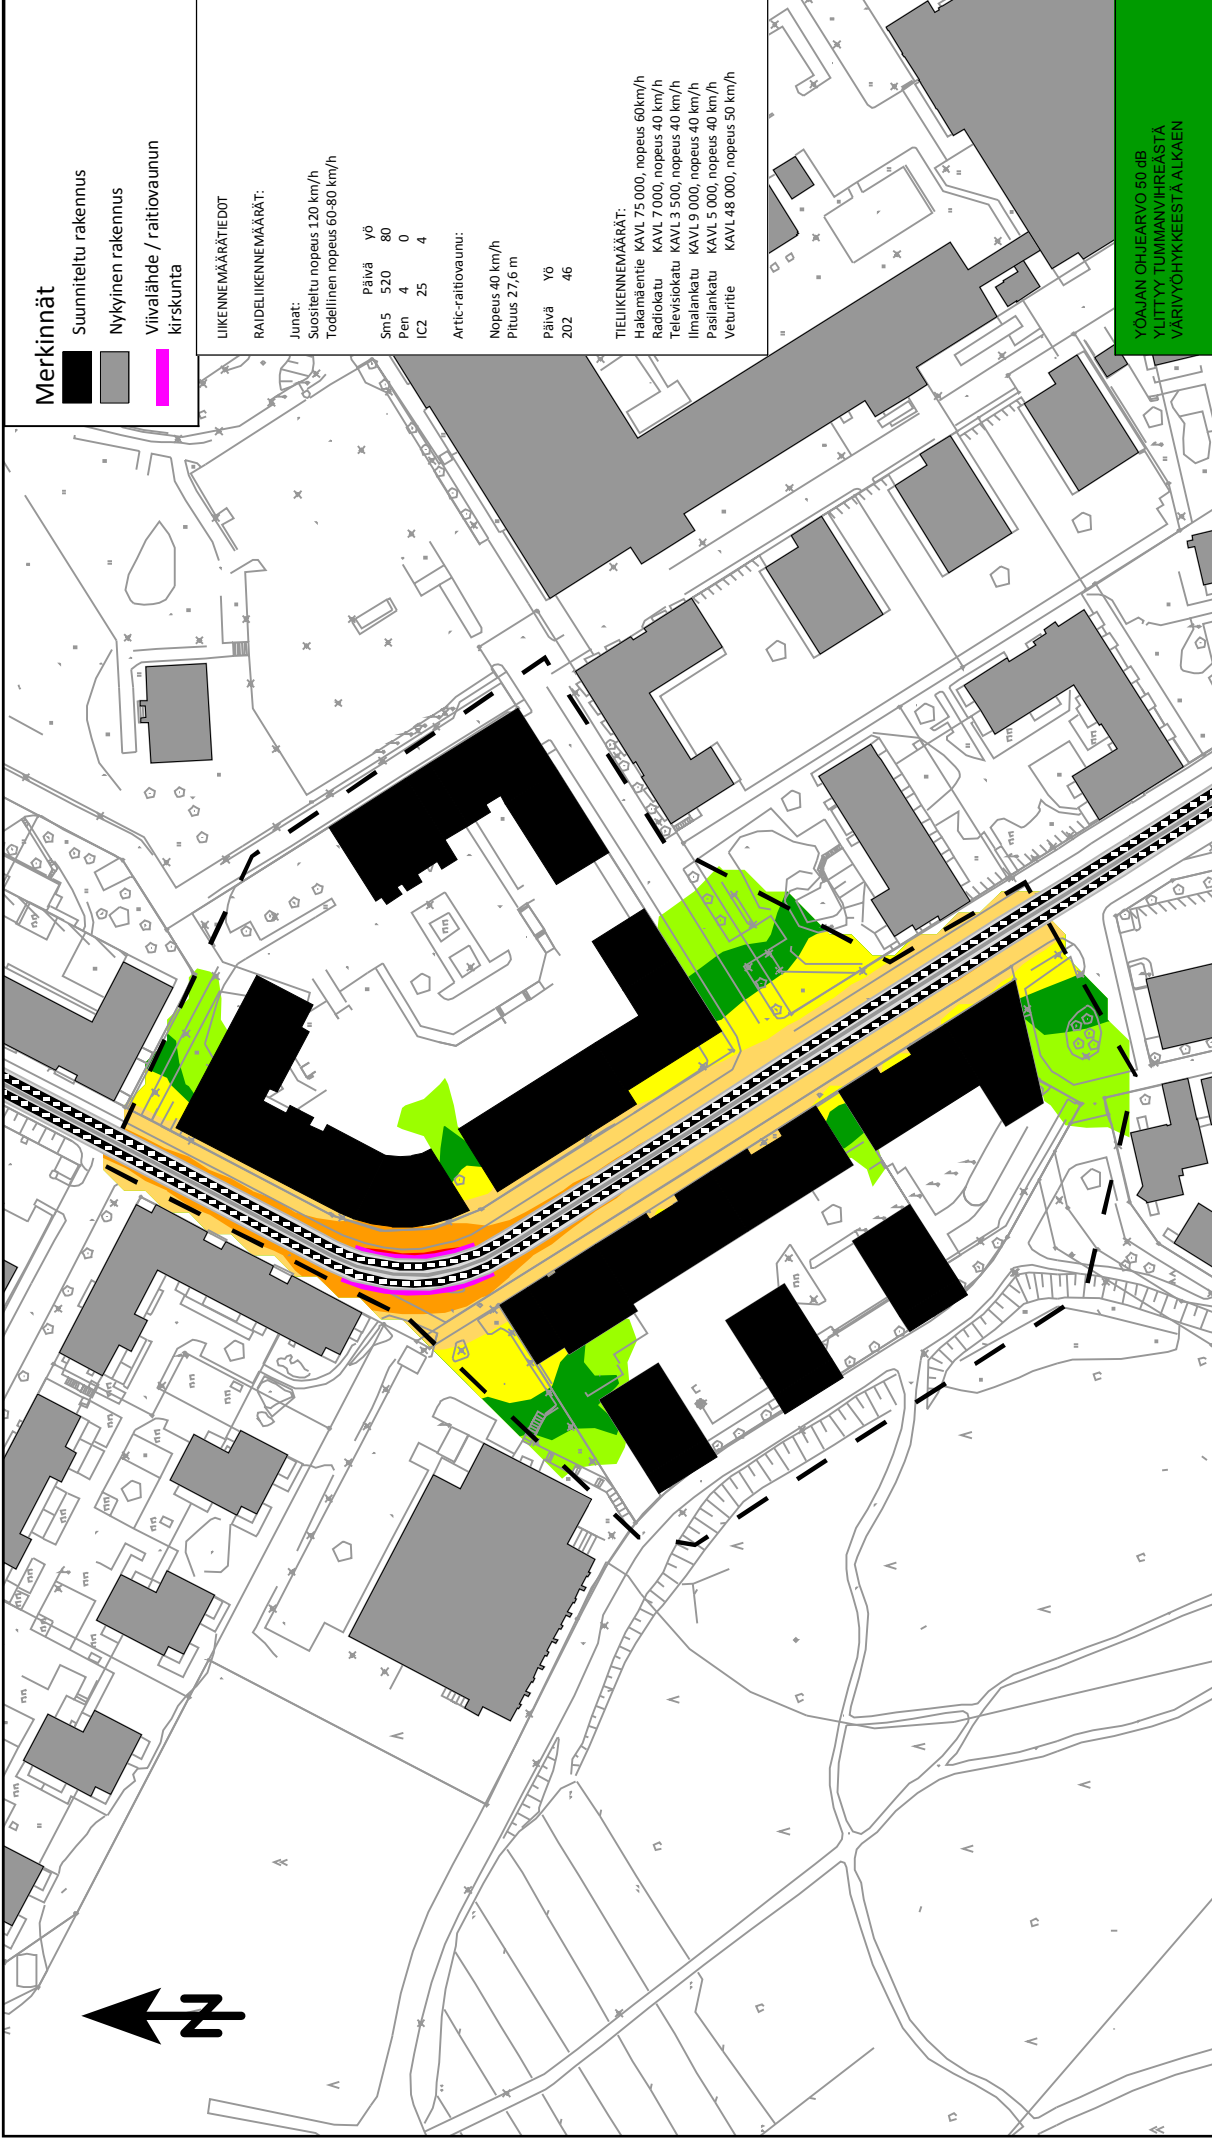 Merkinnät
Suunniteltu rakennus
Nykyinen rakennus
Viivalähde / raitiovaunun
kirskunta
LIIKENNEMÄÄRÄTIEDOT
RAIDELIIKENNEMÄÄRÄT:
Junat:
Suositeltu nopeus 120 km/h
Todellinen nopeus 60-80 km/h
Päivä yö
Sm5 520 80
Pen 4 0
IC2 25 4
Artic-raitiovaunu:
Nopeus 40 km/h
Pituus 27,6 m
Päivä Yö
202 46
TIELIIKENNEMÄÄRÄT:
Hakamäentie KAVL 75 000, nopeus 60km/h
Radiokatu KAVL 7 000, nopeus 40 km/h
Televisiokatu KAVL 3 500, nopeus 40 km/h
Ilmalankatu KAVL 9 000, nopeus 40 km/h
Pasilankatu KAVL 5 000, nopeus 40 km/h
Veturitie KAVL 48 000, nopeus 50 km/h
YÖAJAN OHJEARVO 50 dB
YLITTYY TUMMANVIHREÄSTÄ
VÄRIVYÖHYKKEESTÄ ALKAEN
N